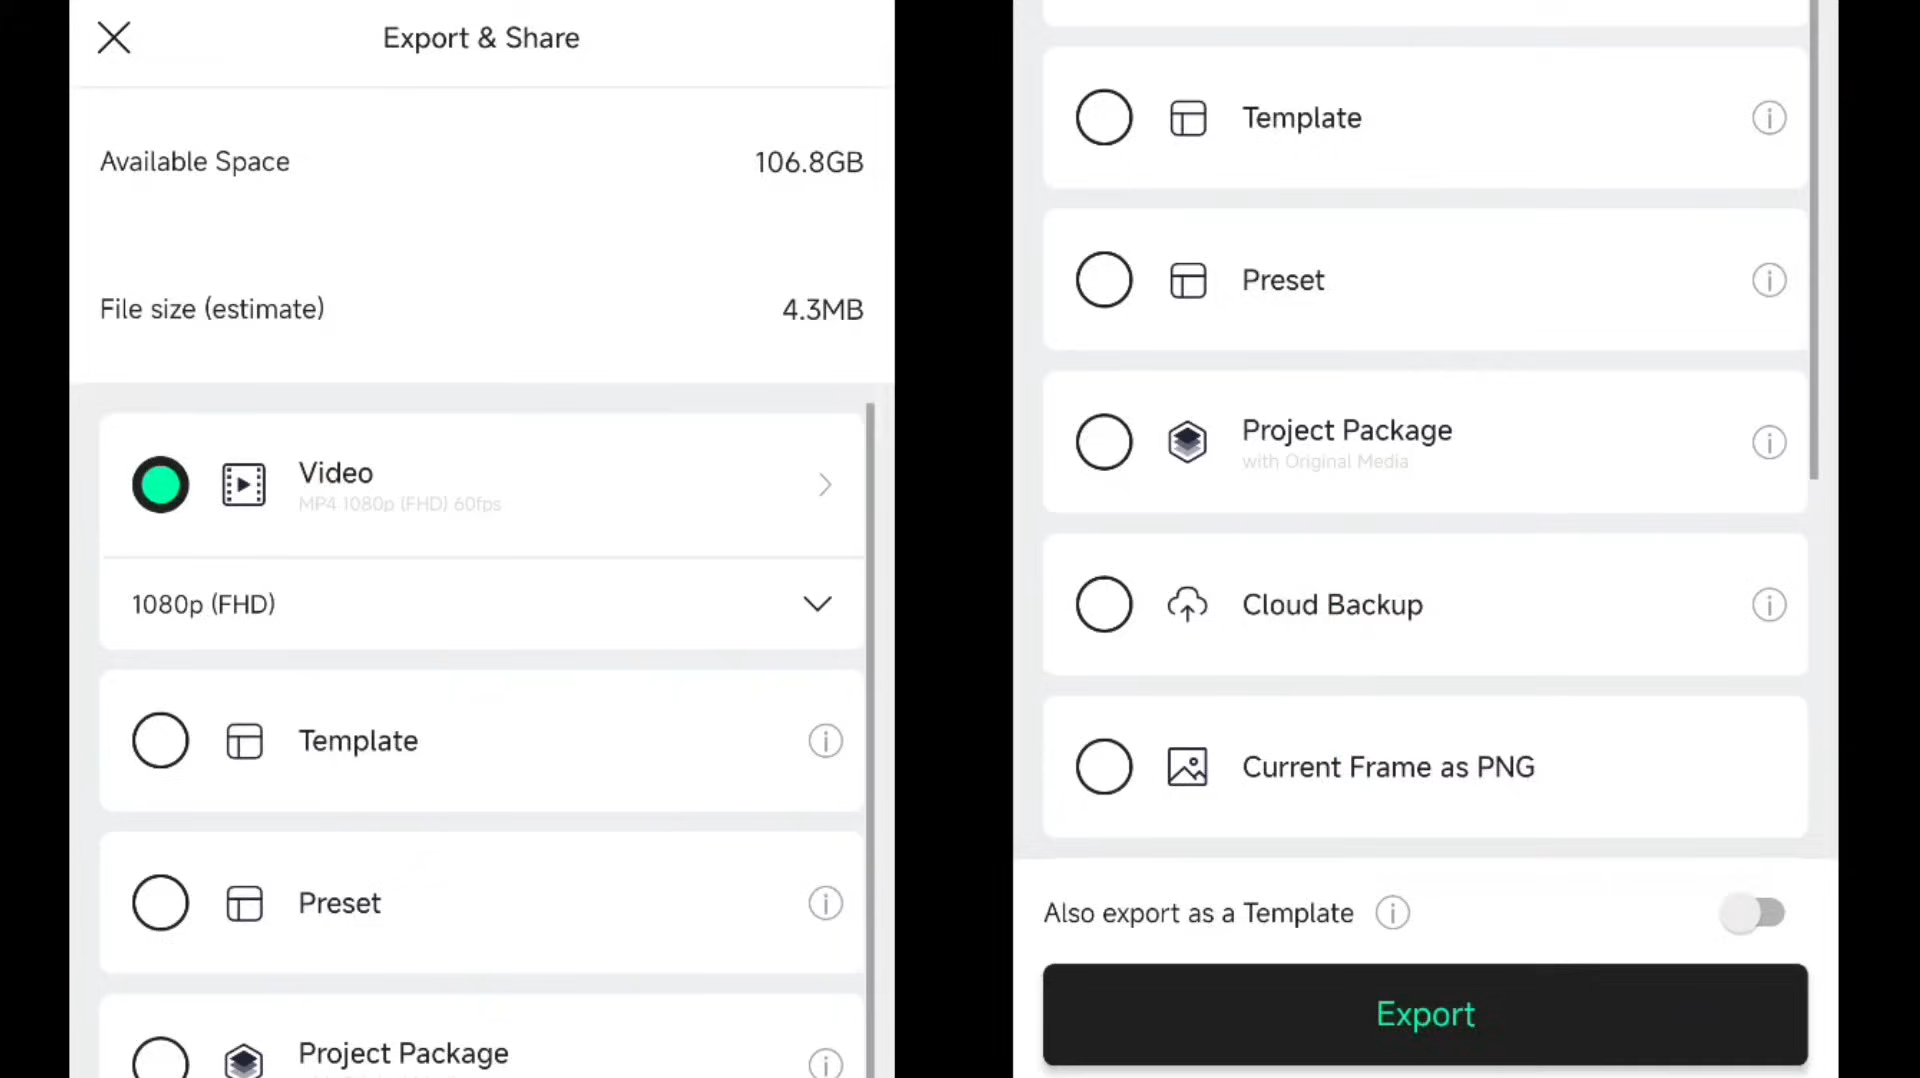 Export & Share
Available Space
106.8GB
File size (estimate)
4.3MB
Video
MP4 1080p (FHD) 60fps
1080p (FHD)
Template
Preset
Project Package
Template
Preset
Project Package
with Original Media
Cloud Backup
Current Frame as PNG
Also export as a Template
Export